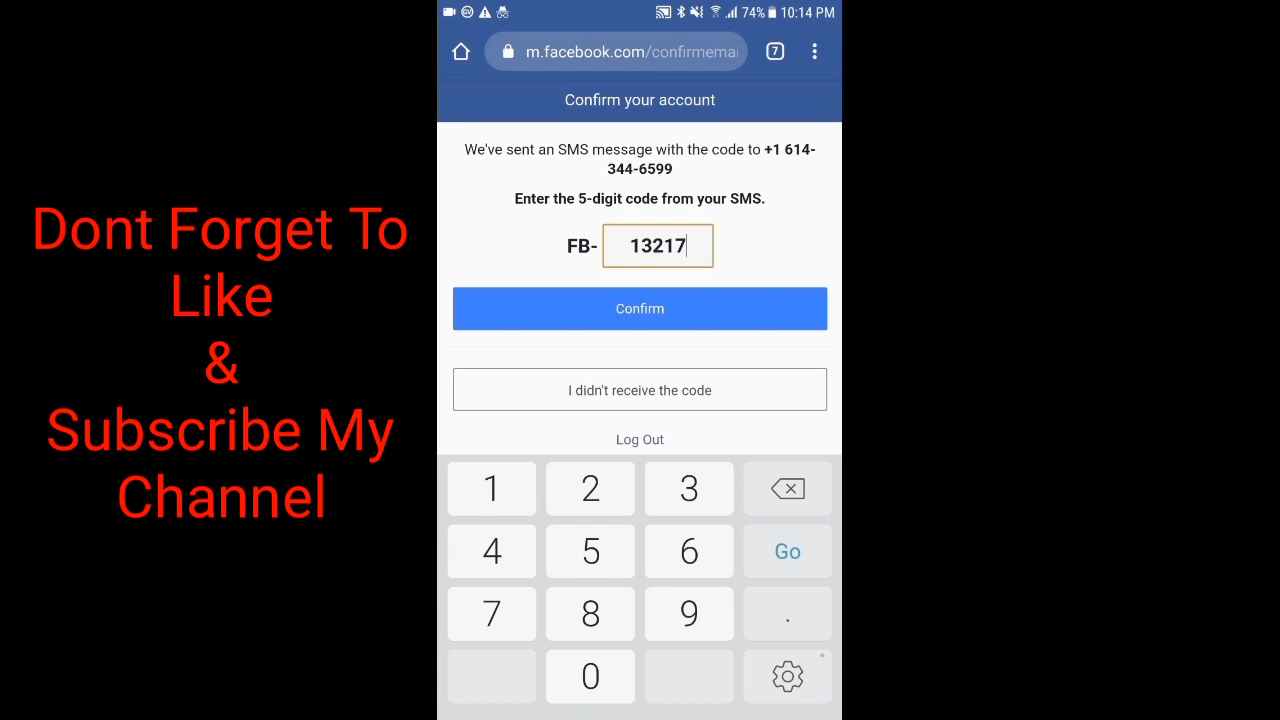 74% 10:14 PM
m.facebook.com/confirmemai
7
Confirm your account
We've sent an SMS message with the code to +1 614-
344-6599
Enter the 5-digit code from your SMS.
FB- 13217
Confirm
I didn't receive the code
Log Out
1 2 3
4 5 6 Go
7 8 9 .
0
Dont Forget To
Like
&
Subscribe My
Channel